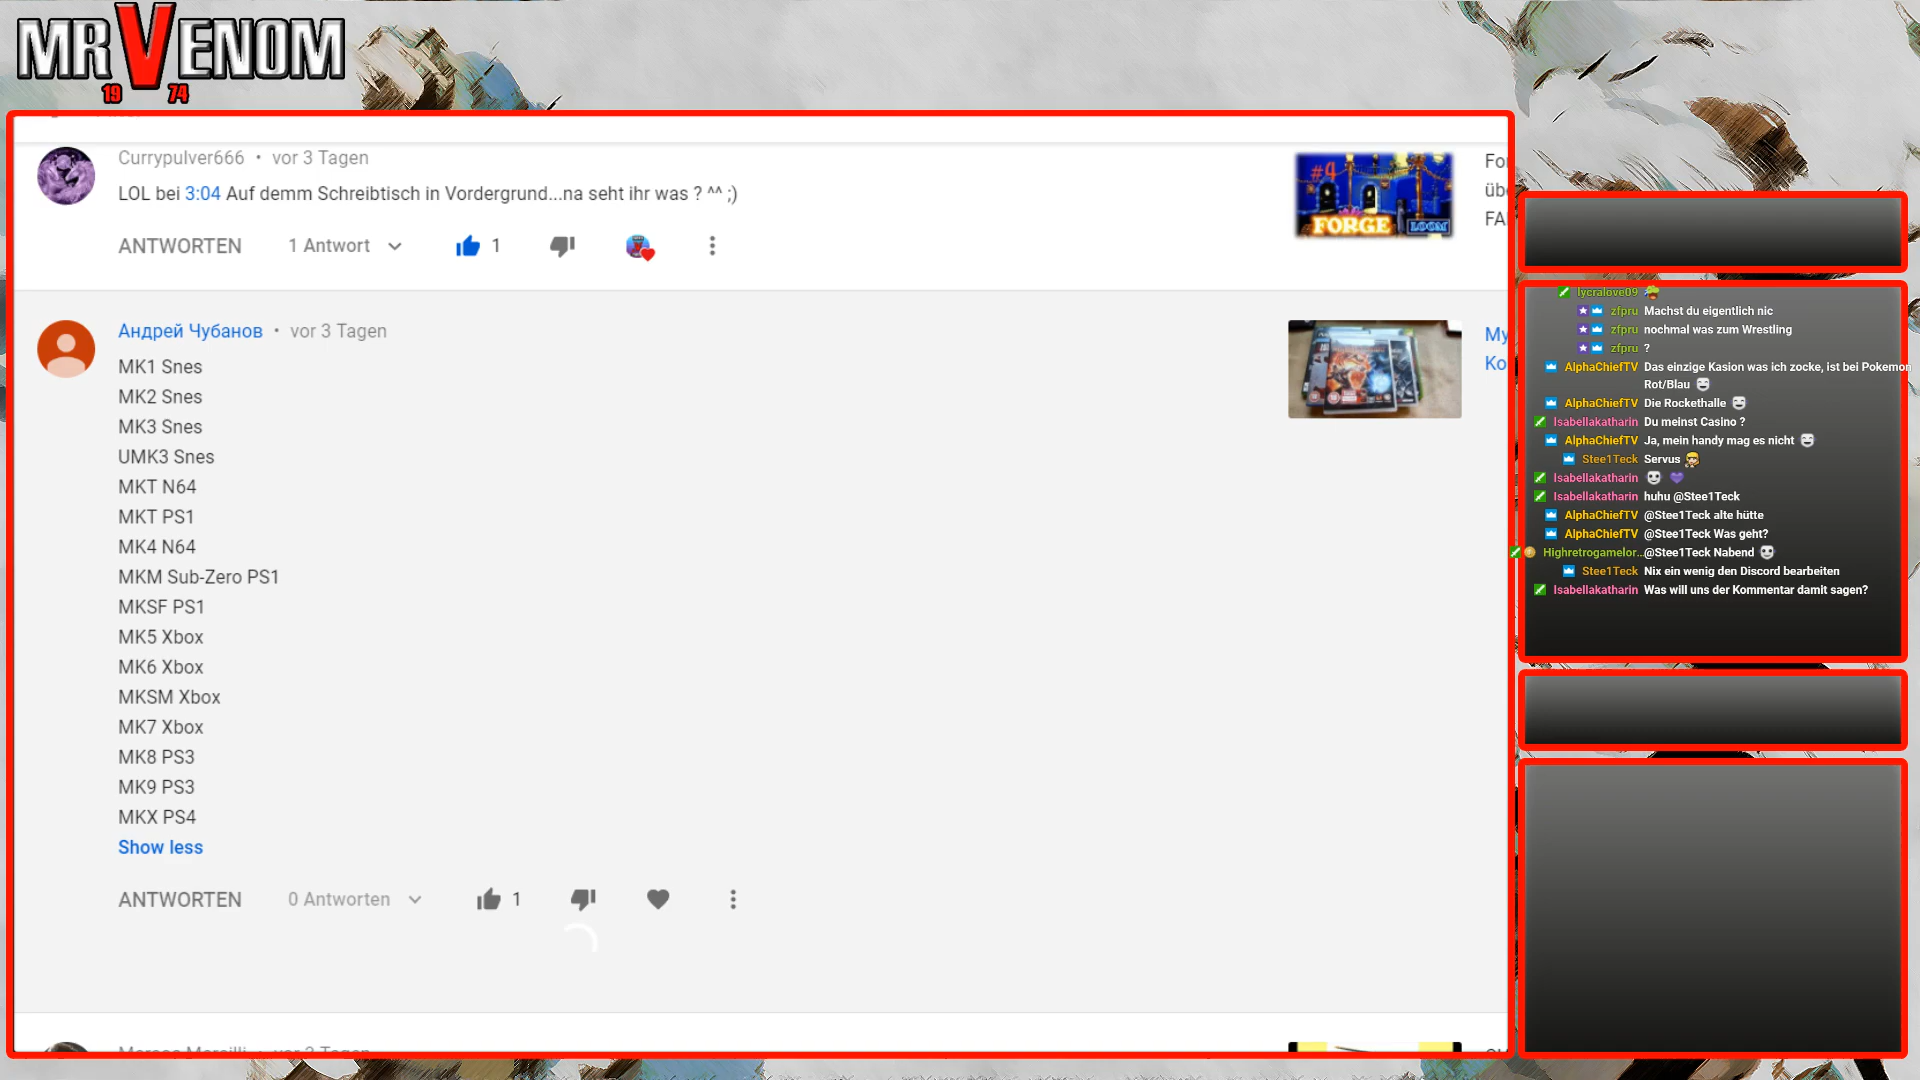 MRVENOM
19 74
Currypulver666 • vor 3 Tagen
LOL bei 3:04 Auf demm Schreibtisch in Vordergrund...na seht ihr was ? ^^ ;)
ANTWORTEN 1 Antwort 1
#4
FORGE LOOM
For
übe
FAI
Андрей Чубанов • vor 3 Tagen
MK1 Snes
MK2 Snes
MK3 Snes
UMK3 Snes
MKT N64
MKT PS1
MK4 N64
MKM Sub-Zero PS1
MKSF PS1
MK5 Xbox
MK6 Xbox
MKSM Xbox
MK7 Xbox
MK8 PS3
MK9 PS3
MKX PS4
Show less
ANTWORTEN 0 Antworten 1
My
Ko
lycralove09
zfpru Machst du eigentlich nic
zfpru nochmal was zum Wrestling
zfpru ?
AlphaChiefTV Das einzige Kasion was ich zocke, ist bei Pokemon
Rot/Blau
AlphaChiefTV Die Rockethalle
Isabellakatharin Du meinst Casino ?
AlphaChiefTV Ja, mein handy mag es nicht
Stee1Teck Servus
Isabellakatharin
Isabellakatharin huhu @Stee1Teck
AlphaChiefTV @Stee1Teck alte hütte
AlphaChiefTV @Stee1Teck Was geht?
Highretrogamelor... @Stee1Teck Nabend
Stee1Teck Nix ein wenig den Discord bearbeiten
Isabellakatharin Was will uns der Kommentar damit sagen?